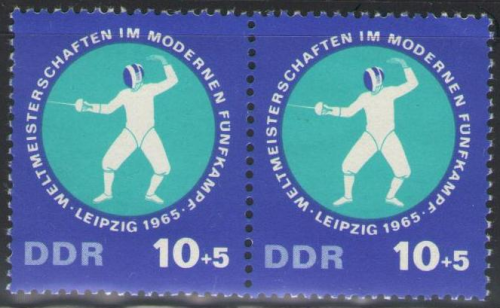 WELTMEISTERSCHAFTEN IM MODERNEN FÜNFKAMPF
· LEIPZIG 1965 ·
DDR 10+5
WELTMEISTERSCHAFTEN IM MODERNEN FÜNFKAMPF
· LEIPZIG 1965 ·
DDR 10+5